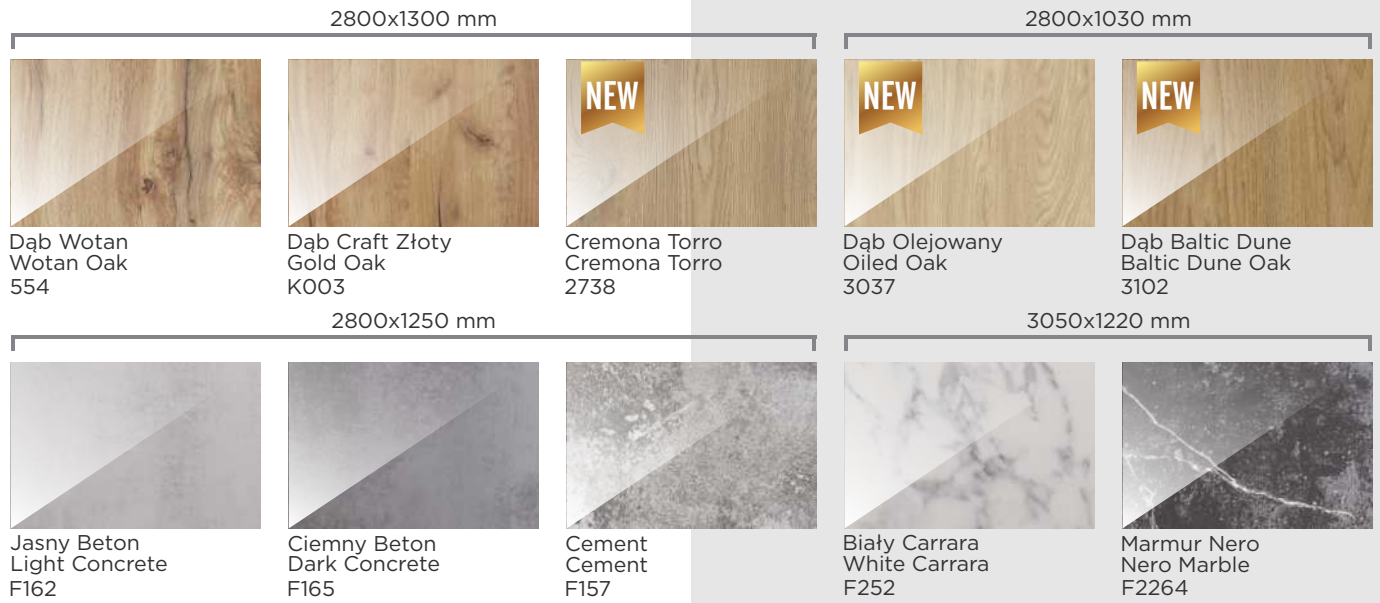 2800x1300 mm
2800x1030 mm
NEW
NEW
NEW
Dąb Wotan
Wotan Oak
554
Dąb Craft Złoty
Gold Oak
K003
Cremona Torro
Cremona Torro
2738
Dąb Olejowany
Oiled Oak
3037
Dąb Baltic Dune
Baltic Dune Oak
3102
2800x1250 mm
3050x1220 mm
Jasny Beton
Light Concrete
F162
Ciemny Beton
Dark Concrete
F165
Cement
Cement
F157
Biały Carrara
White Carrara
F252
Marmur Nero
Nero Marble
F2264